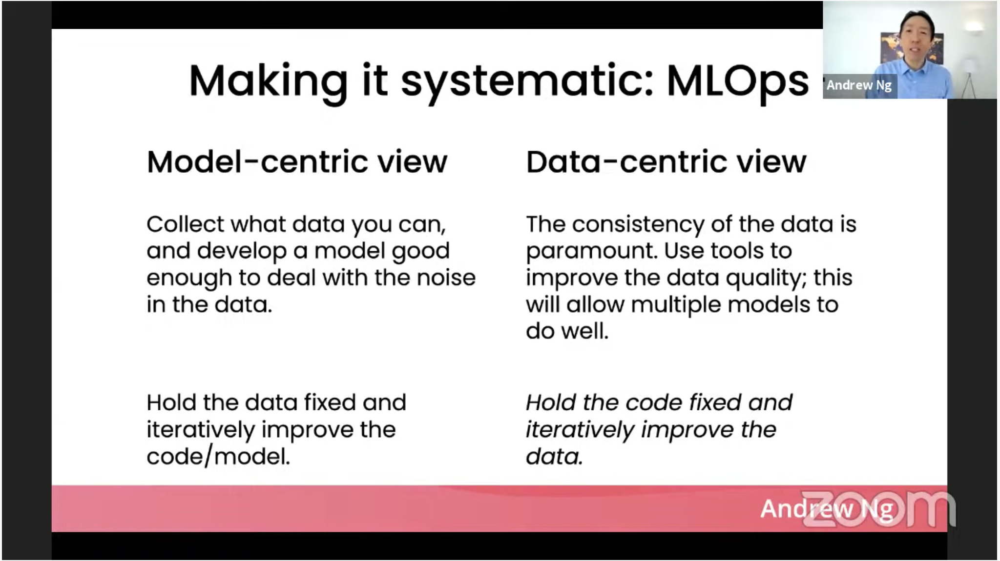 Making it systematic: MLOps
Andrew Ng
Model-centric view
Collect what data you can,
and develop a model good
enough to deal with the noise
in the data.
Hold the data fixed and
iteratively improve the
code/model.
Data-centric view
The consistency of the data is
paramount. Use tools to
improve the data quality; this
will allow multiple models to
do well.
Hold the code fixed and
iteratively improve the
data.
Andrew Ng
zoom